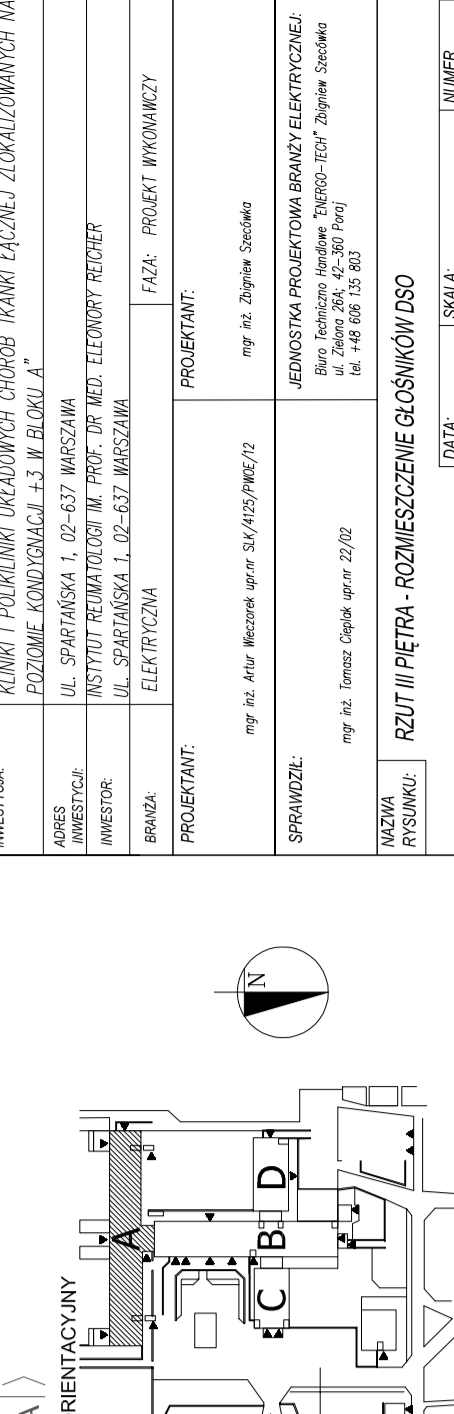 KLINIKI I POLIKLINIKI UKŁADOWYCH CHORÓB TKANKI ŁĄCZNEJ ZLOKALIZOWANYCH NA
POZIOMIE KONDYGNACJI +3 W BLOKU A"
ADRES
INWESTYCJI:
UL. SPARTAŃSKA 1, 02-637 WARSZAWA
INWESTOR:
INSTYTUT REUMATOLOGII IM. PROF. DR MED. ELEONORY REICHER
UL. SPARTAŃSKA 1, 02-637 WARSZAWA
BRANŻA:
ELEKTRYCZNA
FAZA: PROJEKT WYKONAWCZY
PROJEKTANT:
mgr inż. Artur Wieczorek upr.nr SLK/4125/PWOE/12
PROJEKTANT:
mgr inż. Zbigniew Szecówka
SPRAWDZIŁ:
mgr inż. Tomasz Cieplak upr.nr 22/02
JEDNOSTKA PROJEKTOWA BRANŻY ELEKTRYCZNEJ:
Biuro Techniczno Handlowe "ENERGO-TECH" Zbigniew Szecówka
ul. Zielona 26A; 42-360 Poraj
tel. +48 606 135 803
NAZWA
RYSUNKU:
RZUT III PIĘTRA - ROZMIESZCZENIE GŁOŚNIKÓW DSO
DATA:
SKALA:
NUMER
RIENTACYJNY
A
B
C
D
N